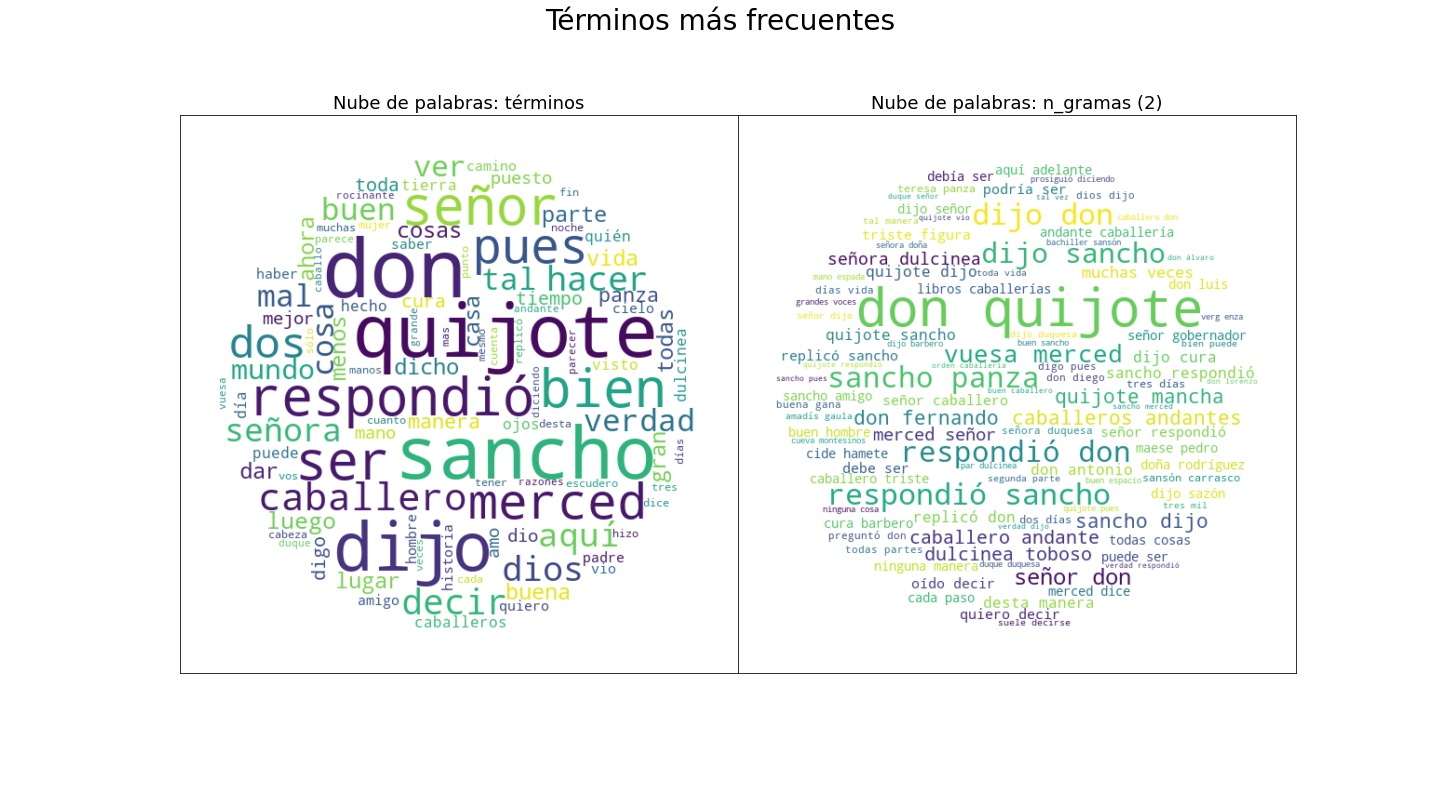 Términos más frecuentes
Nube de palabras: términos
Nube de palabras: n_gramas (2)
ver camino
toda tierra puesto
rocinante fin
buen señor parte
muchas mujer cosas noche
parece saber pues quién
ahora don vida
caballo punto
haber tal hacer
mal hecho cura tiempo panza
mejor cosa casa andante cielo
quijote todas
dos sólo menos grande mas mesmo cuenta replicó parecer dulcinea
mundo manos dicho visto
vuesa día respondió diciendo bien
cuanto manera ojos desta verdad
señora mano
puede ser sancho gran días
dar vos
tener razones escudero tres
caballero merced dice
luego
cabeza dijo hombre veces historia amo dio aquí hizo
duque
digo dios padre
vio
lugar cada buena
amigo decir quiero
caballeros
debía ser aquí adelante
prosiguió diciendo
teresa panza podría ser
duque señor tal vez dios dijo
dijo señor dijo don
tal manera quijote vio caballero don
triste figura andante caballería
señora doña bachiller sansón
señora dulcinea dijo sancho don álvaro
mano espada quijote dijo toda vida muchas veces
días vida libros caballerías don luis
grandes voces don quijote
señor dijo verg enza
quijote sancho dijo duquesa señor gobernador
dijo barbero buen sancho bien puede
replicó sancho vuesa merced dijo cura
quijote respondió orden caballería digo pues
sancho pues sancho panza don diego sancho respondió
tres días don lorenzo
sancho amigo señor caballero buen caballero quijote mancha
buena gana sancho merced
amadís gaula don fernando caballeros andantes
buen hombre merced señor señora duquesa señor respondió
cueva montesinos
cide hamete respondió don maese pedro
debe ser par dulcinea don antonio doña rodríguez
caballero triste segunda parte buen espacio sansón carrasco
respondió sancho dijo sazón
ninguna cosa quijote pues tres mil
cura barbero replicó don dos días sancho dijo
verdad dijo
preguntó don caballero andante todas cosas
todas partes dulcinea toboso puede ser
ninguna manera duque duquesa verdad respondió
oído decir señor don
cada paso merced dice
desta manera
quiero decir
suele decirse